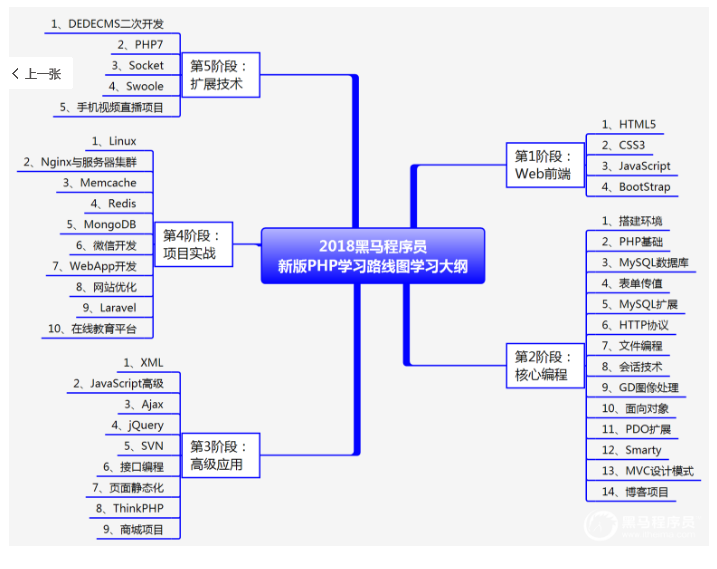 2018黑马程序员
新版PHP学习路线图学习大纲
第1阶段：
Web前端
1、HTML5
2、CSS3
3、JavaScript
4、BootStrap
第2阶段：
核心编程
1、搭建环境
2、PHP基础
3、MySQL数据库
4、表单传值
5、MySQL扩展
6、HTTP协议
7、文件编程
8、会话技术
9、GD图像处理
10、面向对象
11、PDO扩展
12、Smarty
13、MVC设计模式
14、博客项目
第3阶段：
高级应用
1、XML
2、JavaScript高级
3、Ajax
4、jQuery
5、SVN
6、接口编程
7、页面静态化
8、ThinkPHP
9、商城项目
第4阶段：
项目实战
1、Linux
2、Nginx与服务器集群
3、Memcache
4、Redis
5、MongoDB
6、微信开发
7、WebApp开发
8、网站优化
9、Laravel
10、在线教育平台
第5阶段：
扩展技术
1、DEDECMS二次开发
2、PHP7
3、Socket
4、Swoole
5、手机视频直播项目
上一张
黑马程序员